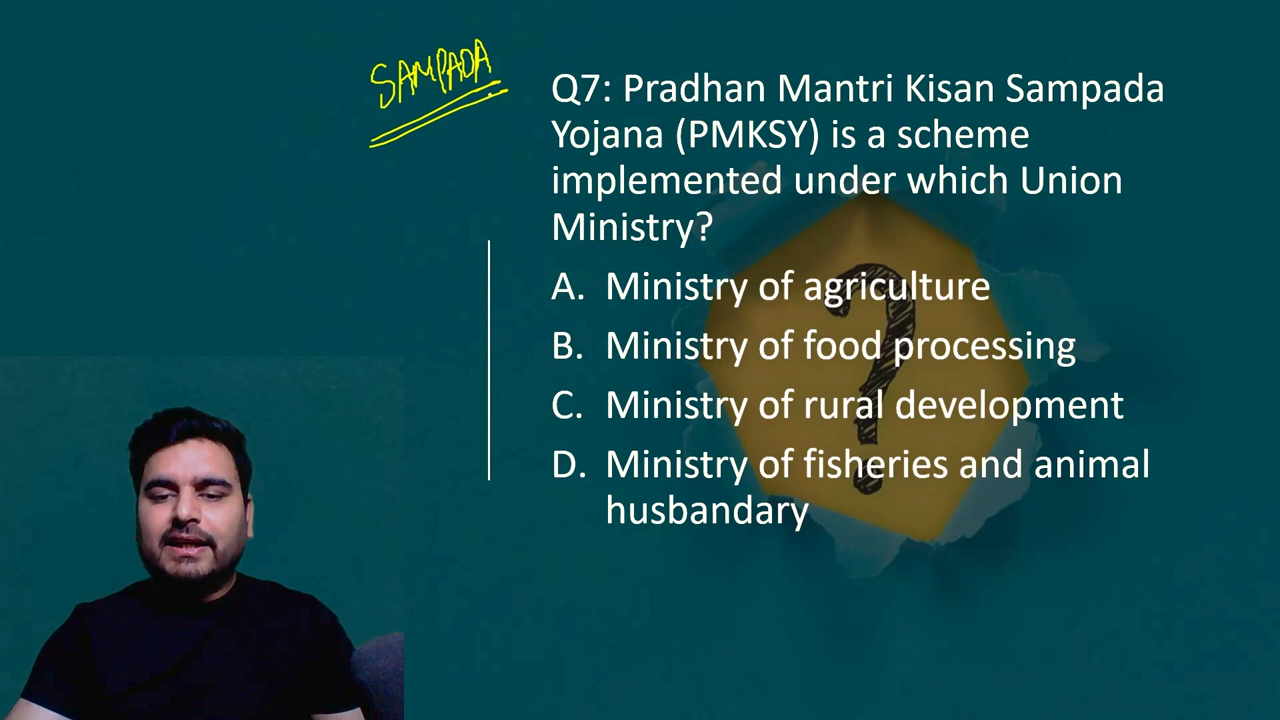 SAMPADA
Q7: Pradhan Mantri Kisan Sampada
Yojana (PMKSY) is a scheme
implemented under which Union
Ministry?
A. Ministry of agriculture
B. Ministry of food processing
C. Ministry of rural development
D. Ministry of fisheries and animal
husbandary